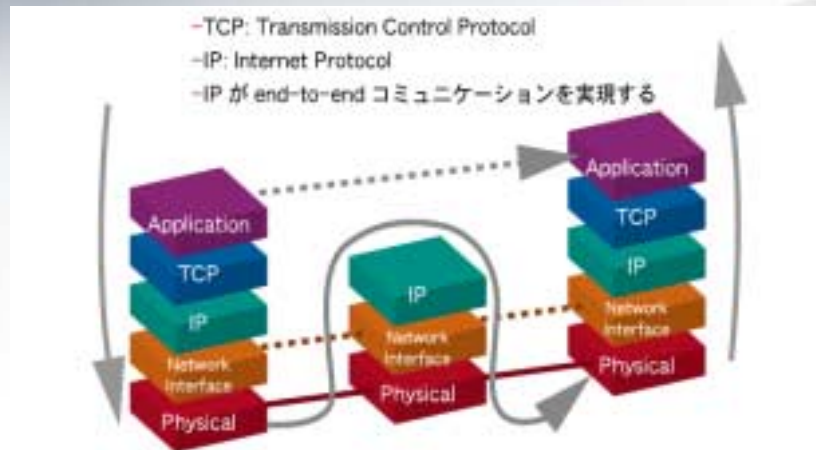 -TCP: Transmission Control Protocol
-IP: Internet Protocol
-IP が end-to-end コミュニケーションを実現する
Application
TCP
IP
Network
Interface
Physical
IP
Network
Interface
Physical
Application
TCP
IP
Network
Interface
Physical